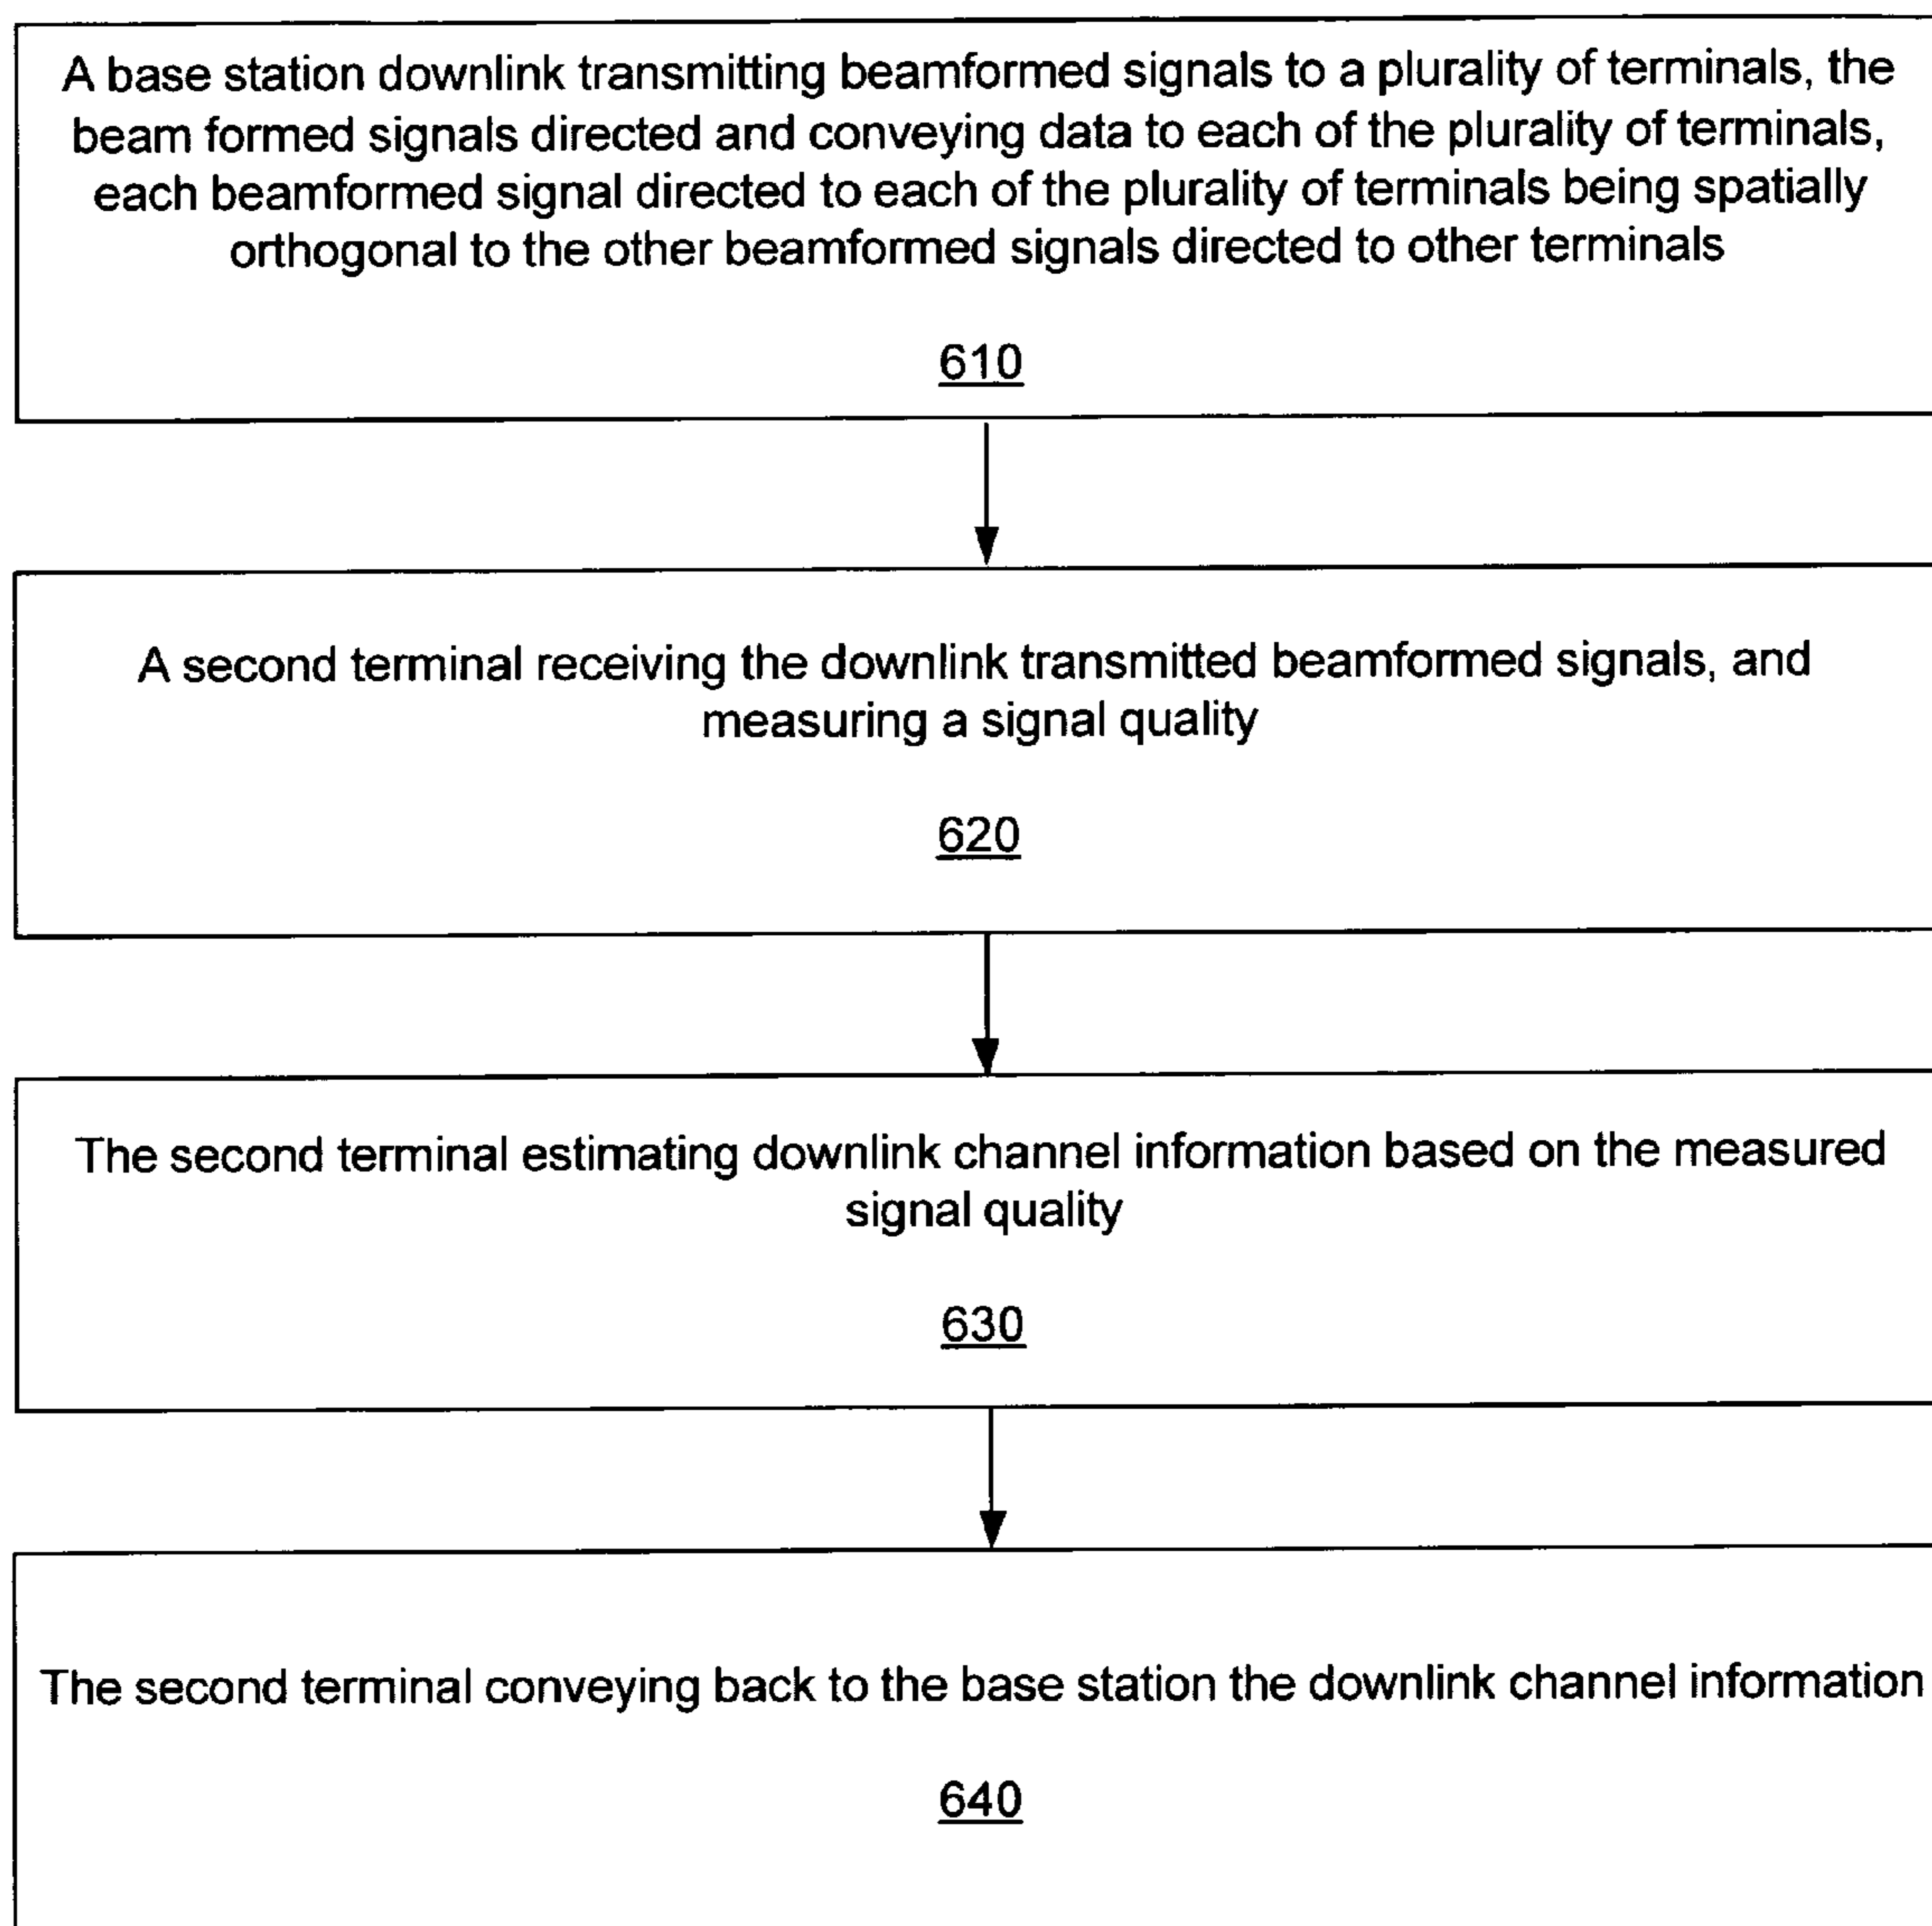 A base station downlink transmitting beamformed signals to a plurality of terminals, the
beam formed signals directed and conveying data to each of the plurality of terminals,
each beamformed signal directed to each of the plurality of terminals being spatially
orthogonal to the other beamformed signals directed to other terminals
610
A second terminal receiving the downlink transmitted beamformed signals, and
measuring a signal quality
620
The second terminal estimating downlink channel information based on the measured
signal quality
630
The second terminal conveying back to the base station the downlink channel information
640